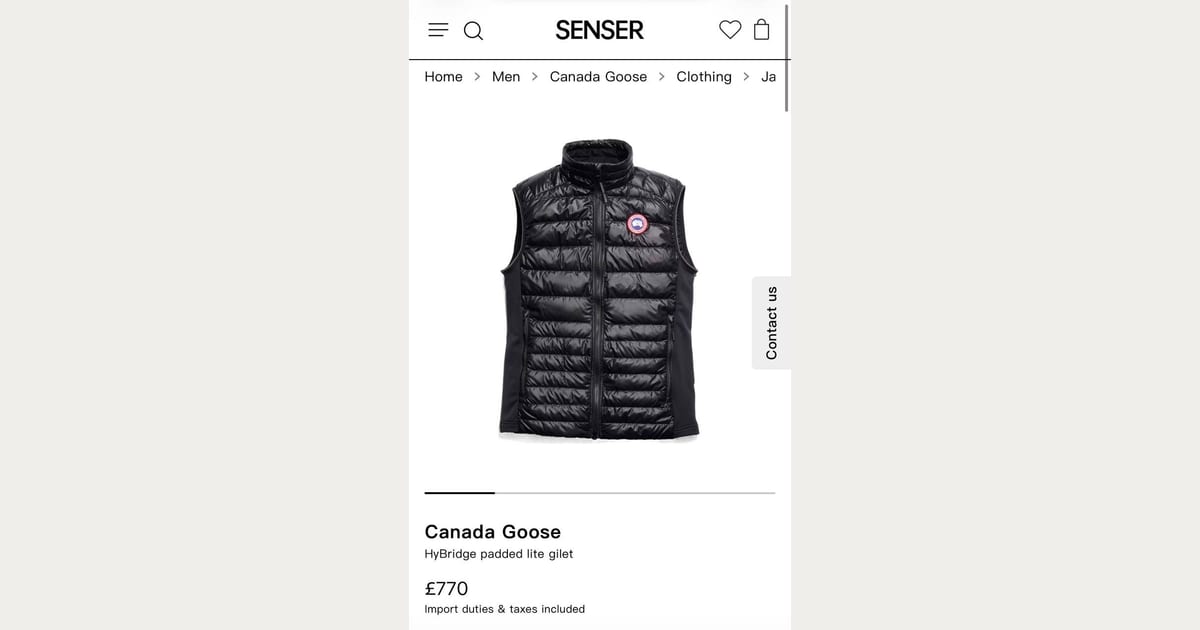 SENSER
Home > Men > Canada Goose > Clothing > Ja
Contact us
Canada Goose
HyBridge padded lite gilet
£770
Import duties & taxes included